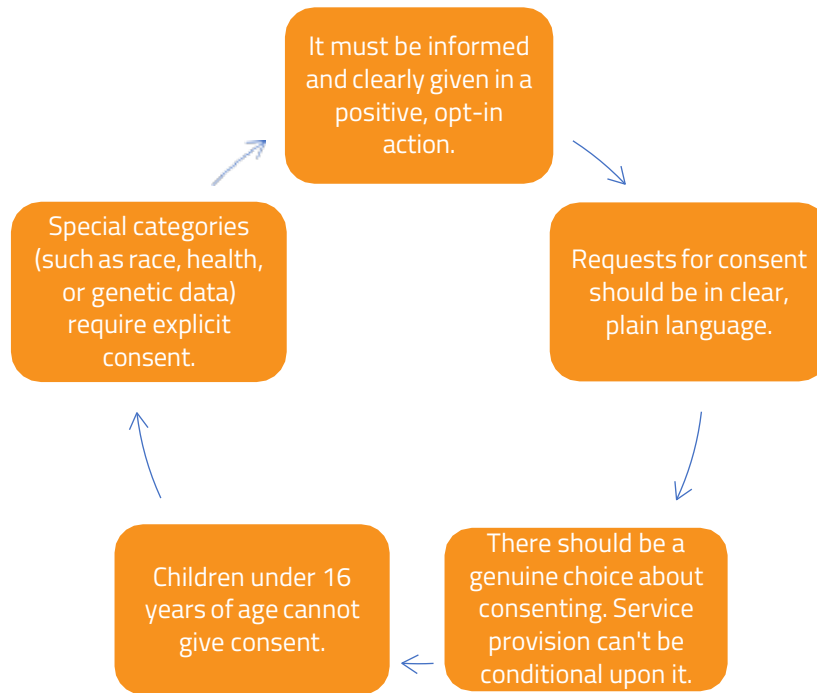 It must be informed
and clearly given in a
positive, opt-in
action.
Requests for consent
should be in clear,
plain language.
There should be a
genuine choice about
consenting. Service
provision can't be
conditional upon it.
Children under 16
years of age cannot
give consent.
Special categories
(such as race, health,
or genetic data)
require explicit
consent.